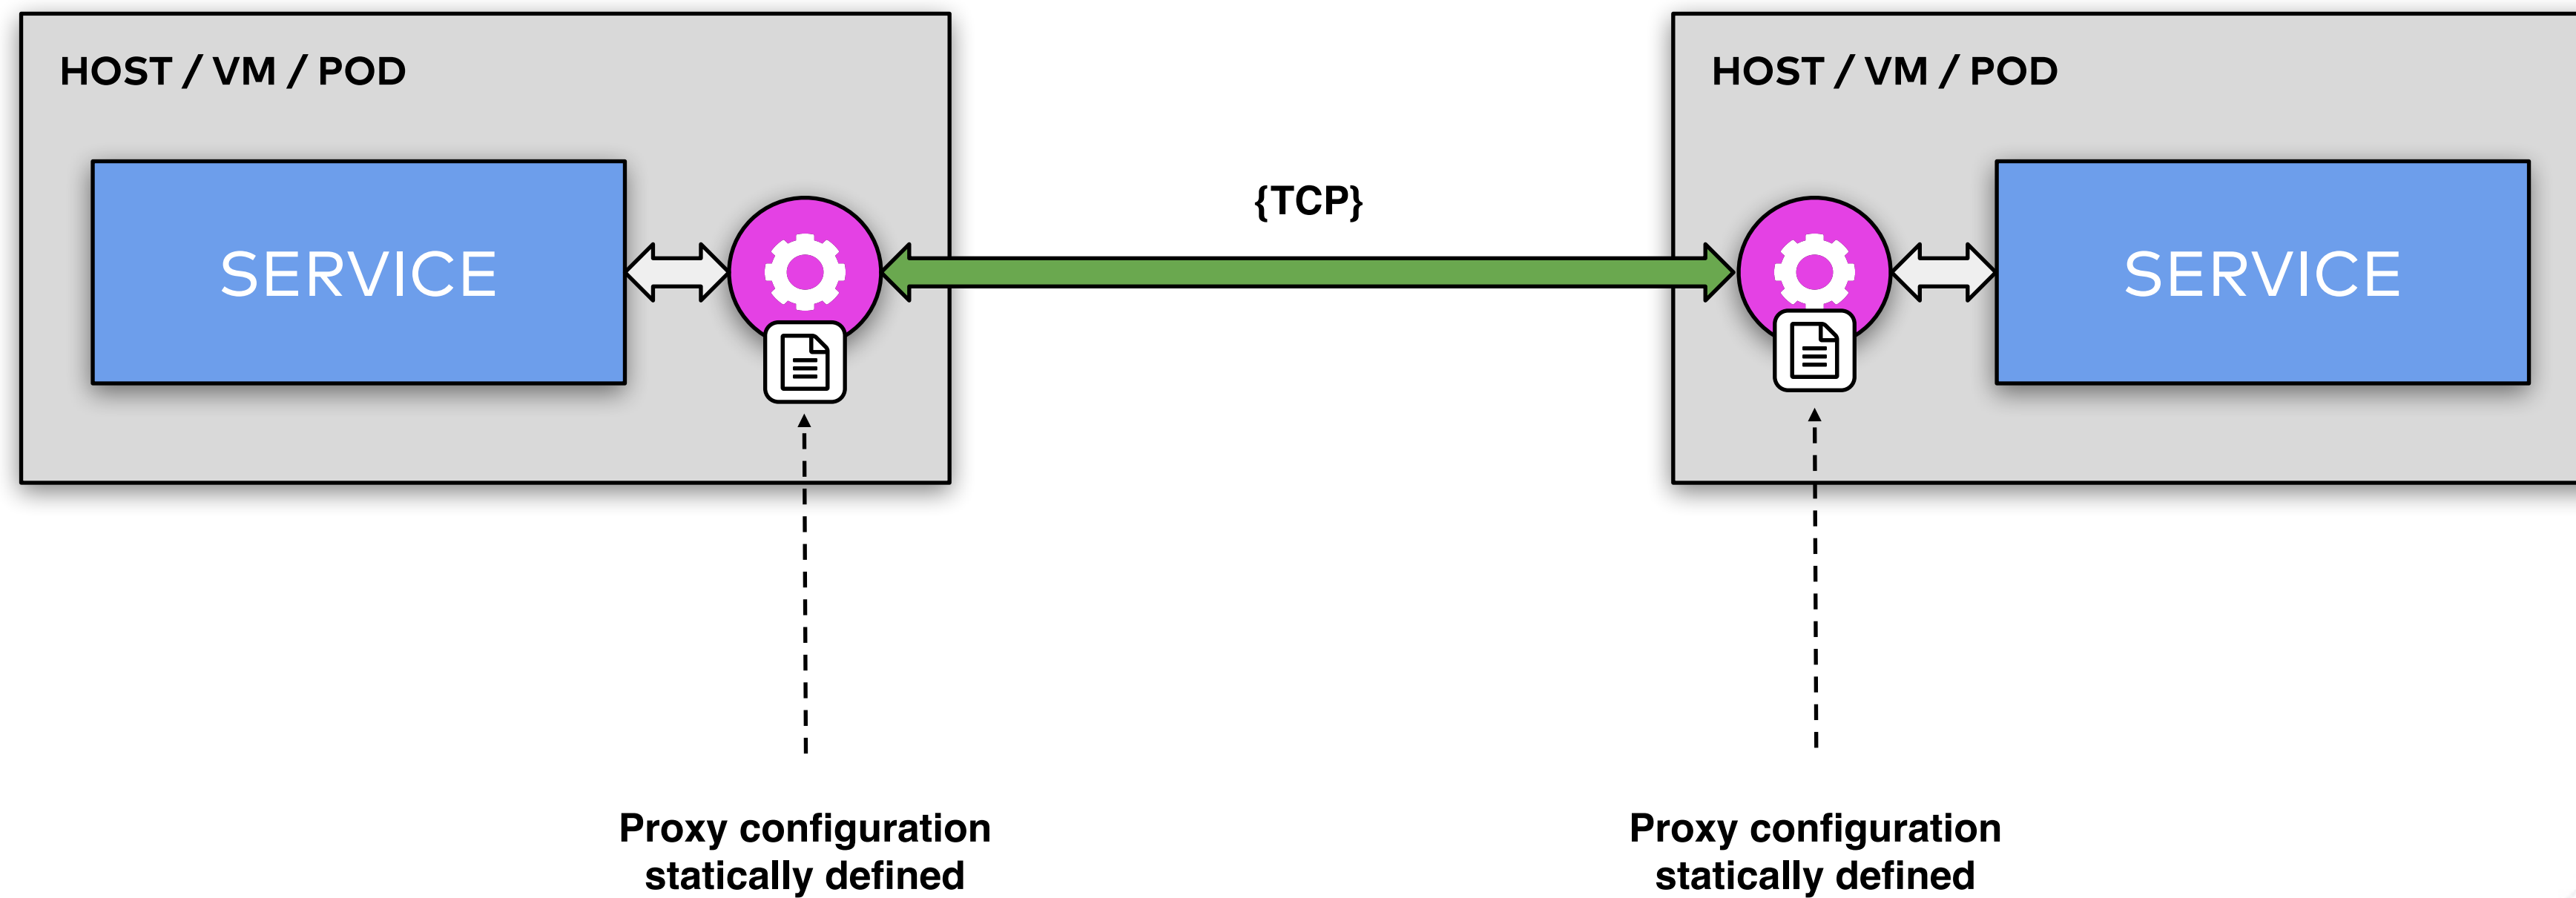 HOST / VM / POD
HOST / VM / POD
{TCP}
SERVICE
SERVICE
Proxy configuration
statically defined
Proxy configuration
statically defined